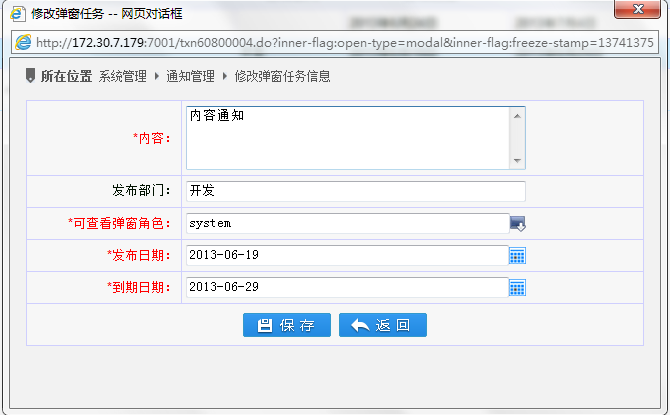 修改弹窗任务 -- 网页对话框
http://172.30.7.179:7001/txn60800004.do?inner-flag:open-type=modal&inner-flag:freeze-stamp=13741375
所在位置 系统管理 通知管理 修改弹窗任务信息
*内容: 内容通知
发布部门: 开发
*可查看弹窗角色: system
*发布日期: 2013-06-19
*到期日期: 2013-06-29
保存 返回